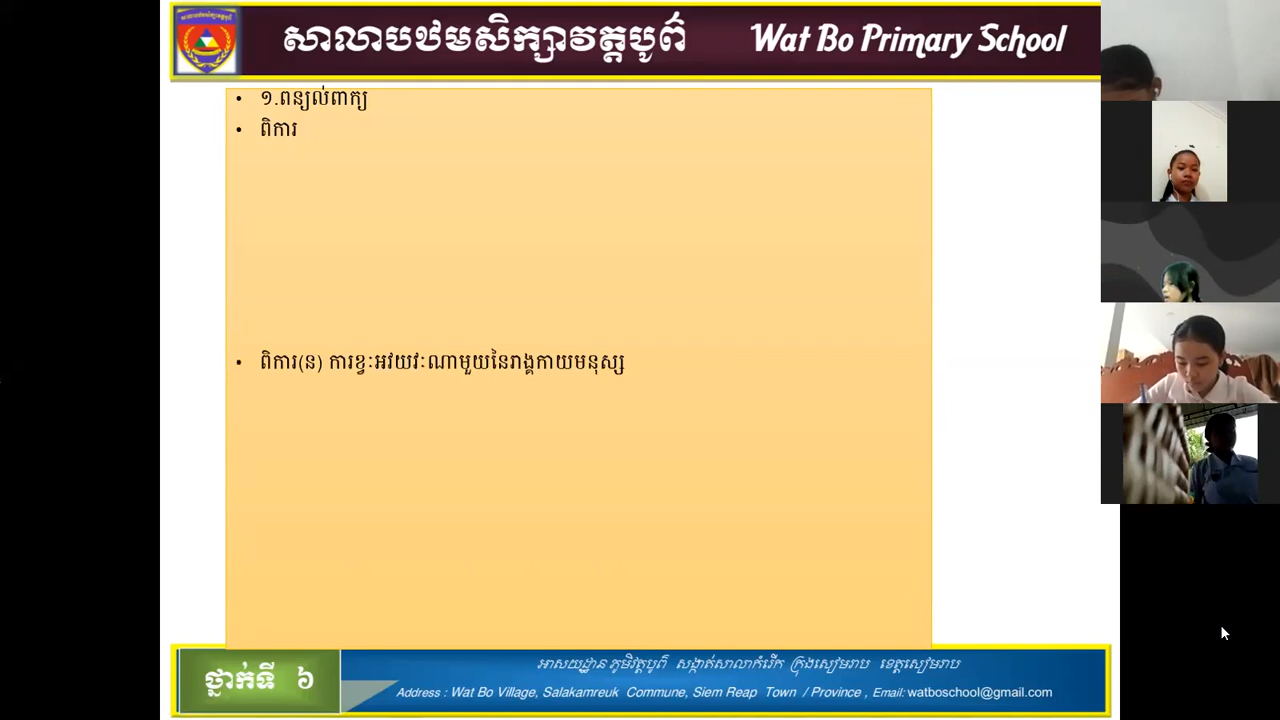 សាលាបឋមសិក្សាវត្តបូព៌ Wat Bo Primary School
• ១.ពន្យល់ពាក្យ
• ពិការ
• ពិការ(ន) ការខ្វះអវយវៈណាមួយនៃរាង្គកាយមនុស្ស
ថ្នាក់ទី ៦
អាសយដ្ឋាន ភូមិវត្តបូព៌ សង្កាត់សាលាកំរើក ក្រុងសៀមរាប ខេត្តសៀមរាប
Address : Wat Bo Village, Salakamreuk Commune, Siem Reap Town / Province , Email: watboschool@gmail.com